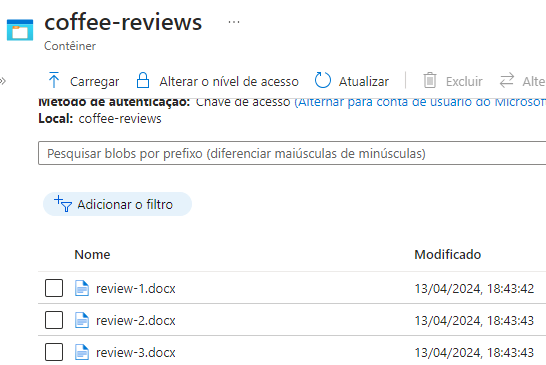 coffee-reviews ...
Contêiner
» Carregar Alterar o nível de acesso Atualizar Excluir Alte
Método de autenticação: Chave de acesso (Alternar para conta de usuário do Microsoft
Local: coffee-reviews
Pesquisar blobs por prefixo (diferenciar maiúsculas de minúsculas)
Adicionar o filtro
Nome Modificado
review-1.docx 13/04/2024, 18:43:42
review-2.docx 13/04/2024, 18:43:43
review-3.docx 13/04/2024, 18:43:43